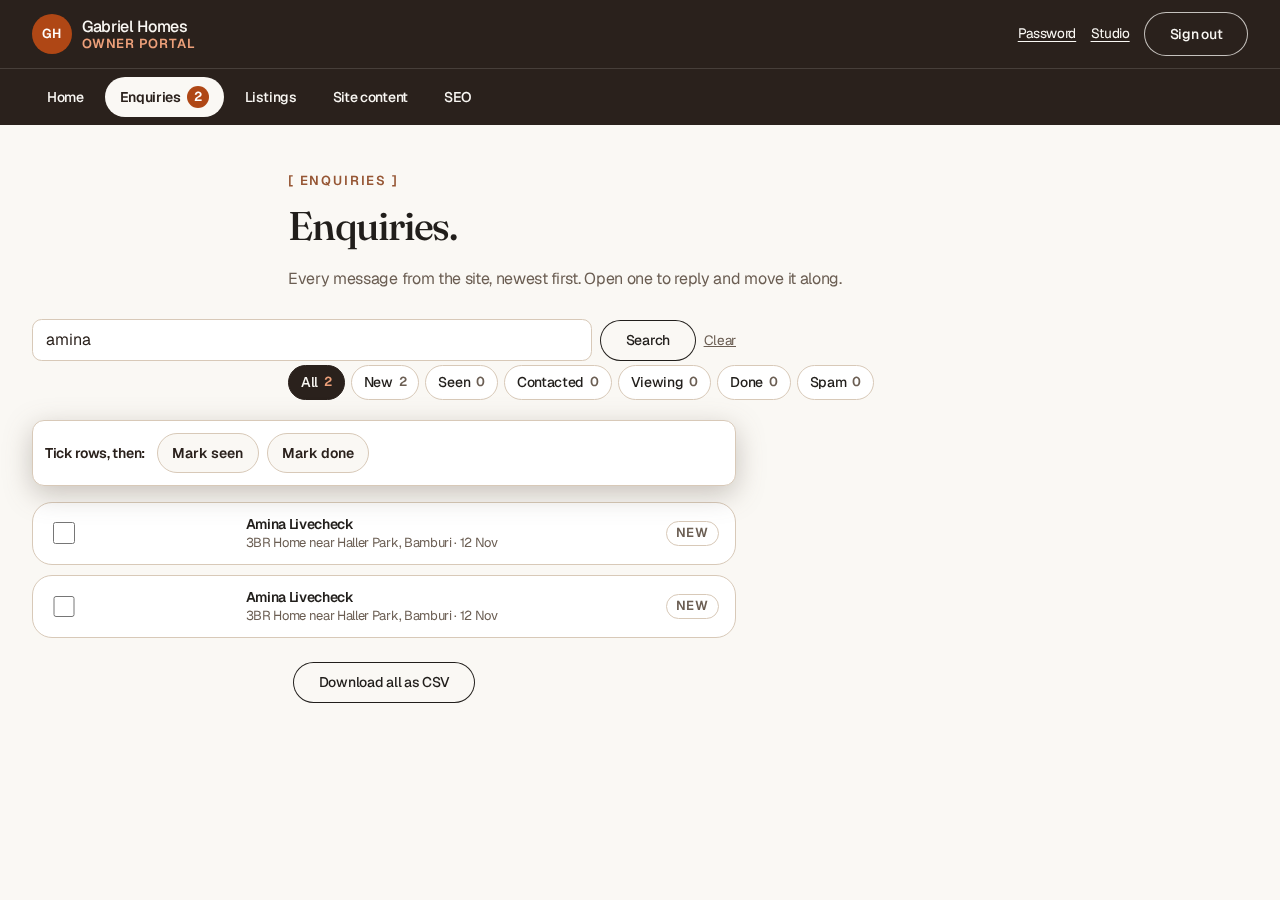 GH
Gabriel Homes
OWNER PORTAL
Password Studio Sign out
Home Enquiries 2 Listings Site content SEO
[ ENQUIRIES ]
Enquiries.
Every message from the site, newest first. Open one to reply and move it along.
amina Search Clear
All 2 New 2 Seen 0 Contacted 0 Viewing 0 Done 0 Spam 0
Tick rows, then: Mark seen Mark done
Amina Livecheck
3BR Home near Haller Park, Bamburi · 12 Nov
NEW
Amina Livecheck
3BR Home near Haller Park, Bamburi · 12 Nov
NEW
Download all as CSV